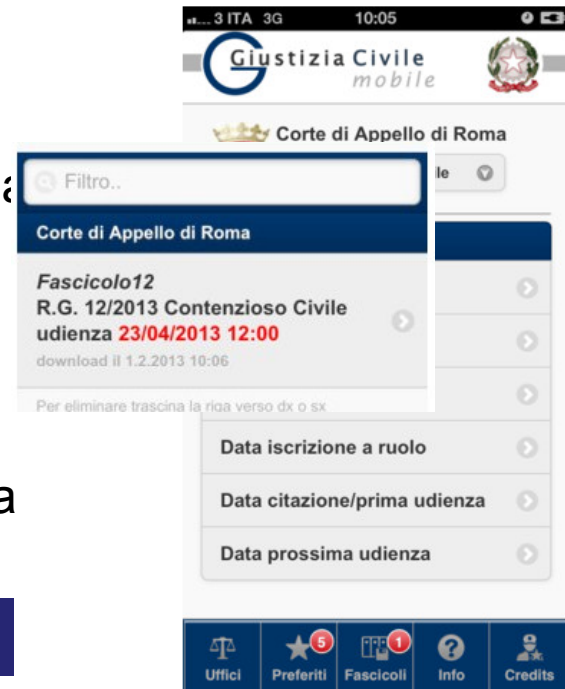 3 ITA 3G 10:05
Giustizia Civile
mobile
Corte di Appello di Roma
le
Filtro..
Corte di Appello di Roma
Fascicolo12
R.G. 12/2013 Contenzioso Civile
udienza 23/04/2013 12:00
download il 1.2.2013 10:06
Per eliminare trascina la riga verso dx o sx
Data iscrizione a ruolo
a
Data citazione/prima udienza
Data prossima udienza
5 1
Uffici Preferiti Fascicoli Info Credits